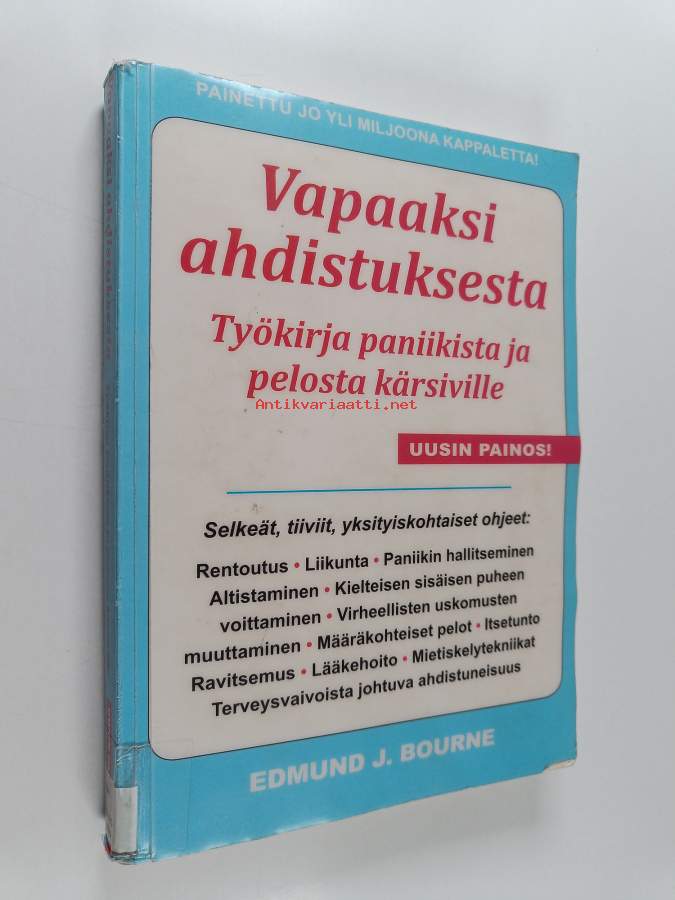 PAINETTU JO YLI MILJOONA KAPPALETTA!
Vapaaksi
ahdistuksesta
Työkirja paniikista ja
pelosta kärsiville
Antikvariaatti.net
UUSIN PAINOS!
Selkeät, tiiviit, yksityiskohtaiset ohjeet:
Rentoutus • Liikunta • Paniikin hallitseminen
Altistaminen • Kielteisen sisäisen puheen
voittaminen • Virheellisten uskomusten
muuttaminen • Määräkohteiset pelot • Itsetunto
Ravitsemus • Lääkehoito • Mietiskelytekniikat
Terveysvaivoista johtuva ahdistuneisuus
EDMUND J. BOURNE